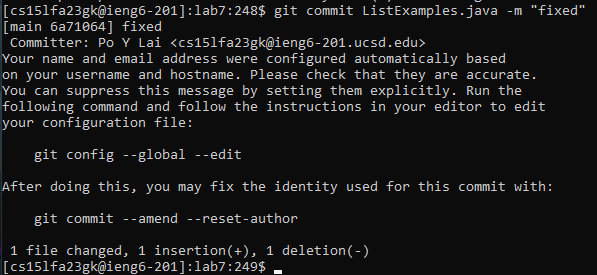 [cs15lfa23gk@ieng6-201]:lab7:248$ git commit ListExamples.java -m "fixed"
[main 6a71064] fixed
 Committer: Po Y Lai <cs15lfa23gk@ieng6-201.ucsd.edu>
Your name and email address were configured automatically based
on your username and hostname. Please check that they are accurate.
You can suppress this message by setting them explicitly. Run the
following command and follow the instructions in your editor to edit
your configuration file:

    git config --global --edit

After doing this, you may fix the identity used for this commit with:

    git commit --amend --reset-author

 1 file changed, 1 insertion(+), 1 deletion(-)
[cs15lfa23gk@ieng6-201]:lab7:249$